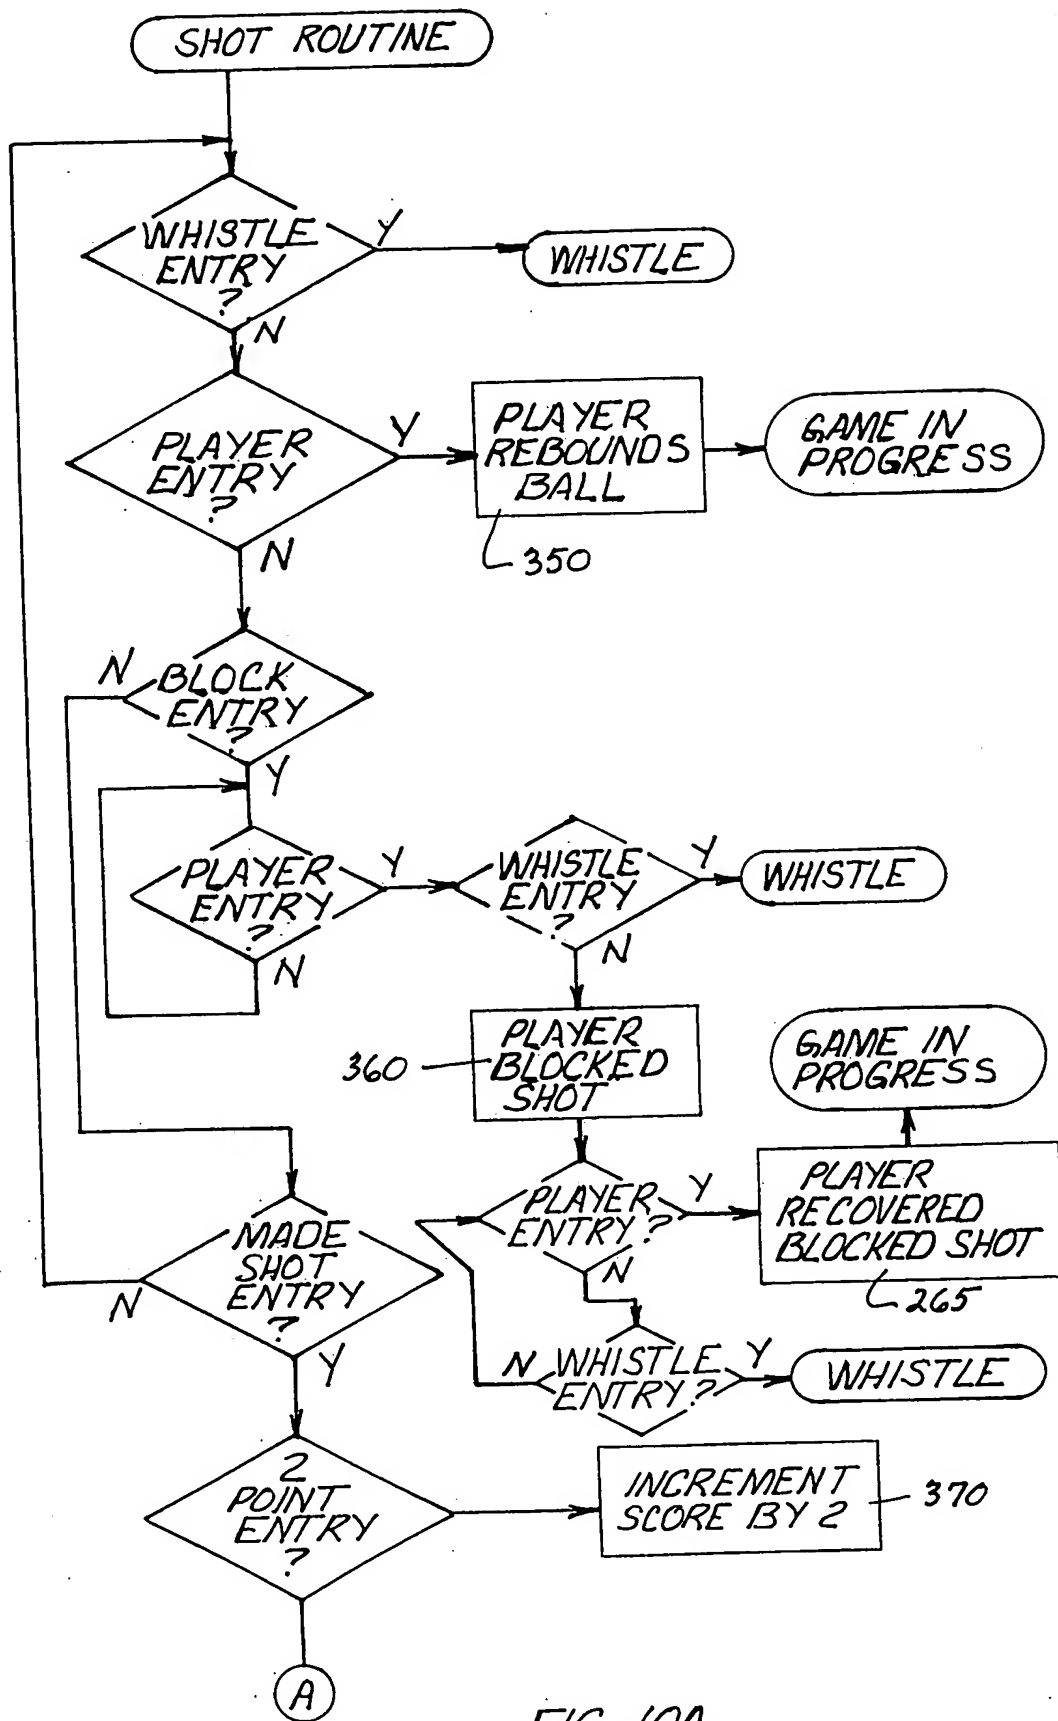 SHOT ROUTINE
WHISTLE
ENTRY
?
Y
WHISTLE
N
PLAYER
ENTRY
?
Y
PLAYER
REBOUNDS
BALL
350
GAME IN
PROGRESS
N
BLOCK
ENTRY
?
N
Y
PLAYER
ENTRY
?
Y
N
WHISTLE
ENTRY
?
Y
WHISTLE
N
360
PLAYER
BLOCKED
SHOT
GAME IN
PROGRESS
PLAYER
ENTRY?
Y
PLAYER
RECOVERED
BLOCKED SHOT
265
N
WHISTLE
ENTRY?
N
Y
WHISTLE
MADE
SHOT
ENTRY
?
N
Y
2
POINT
ENTRY
?
INCREMENT
SCORE BY 2
370
A
FIG. 10A